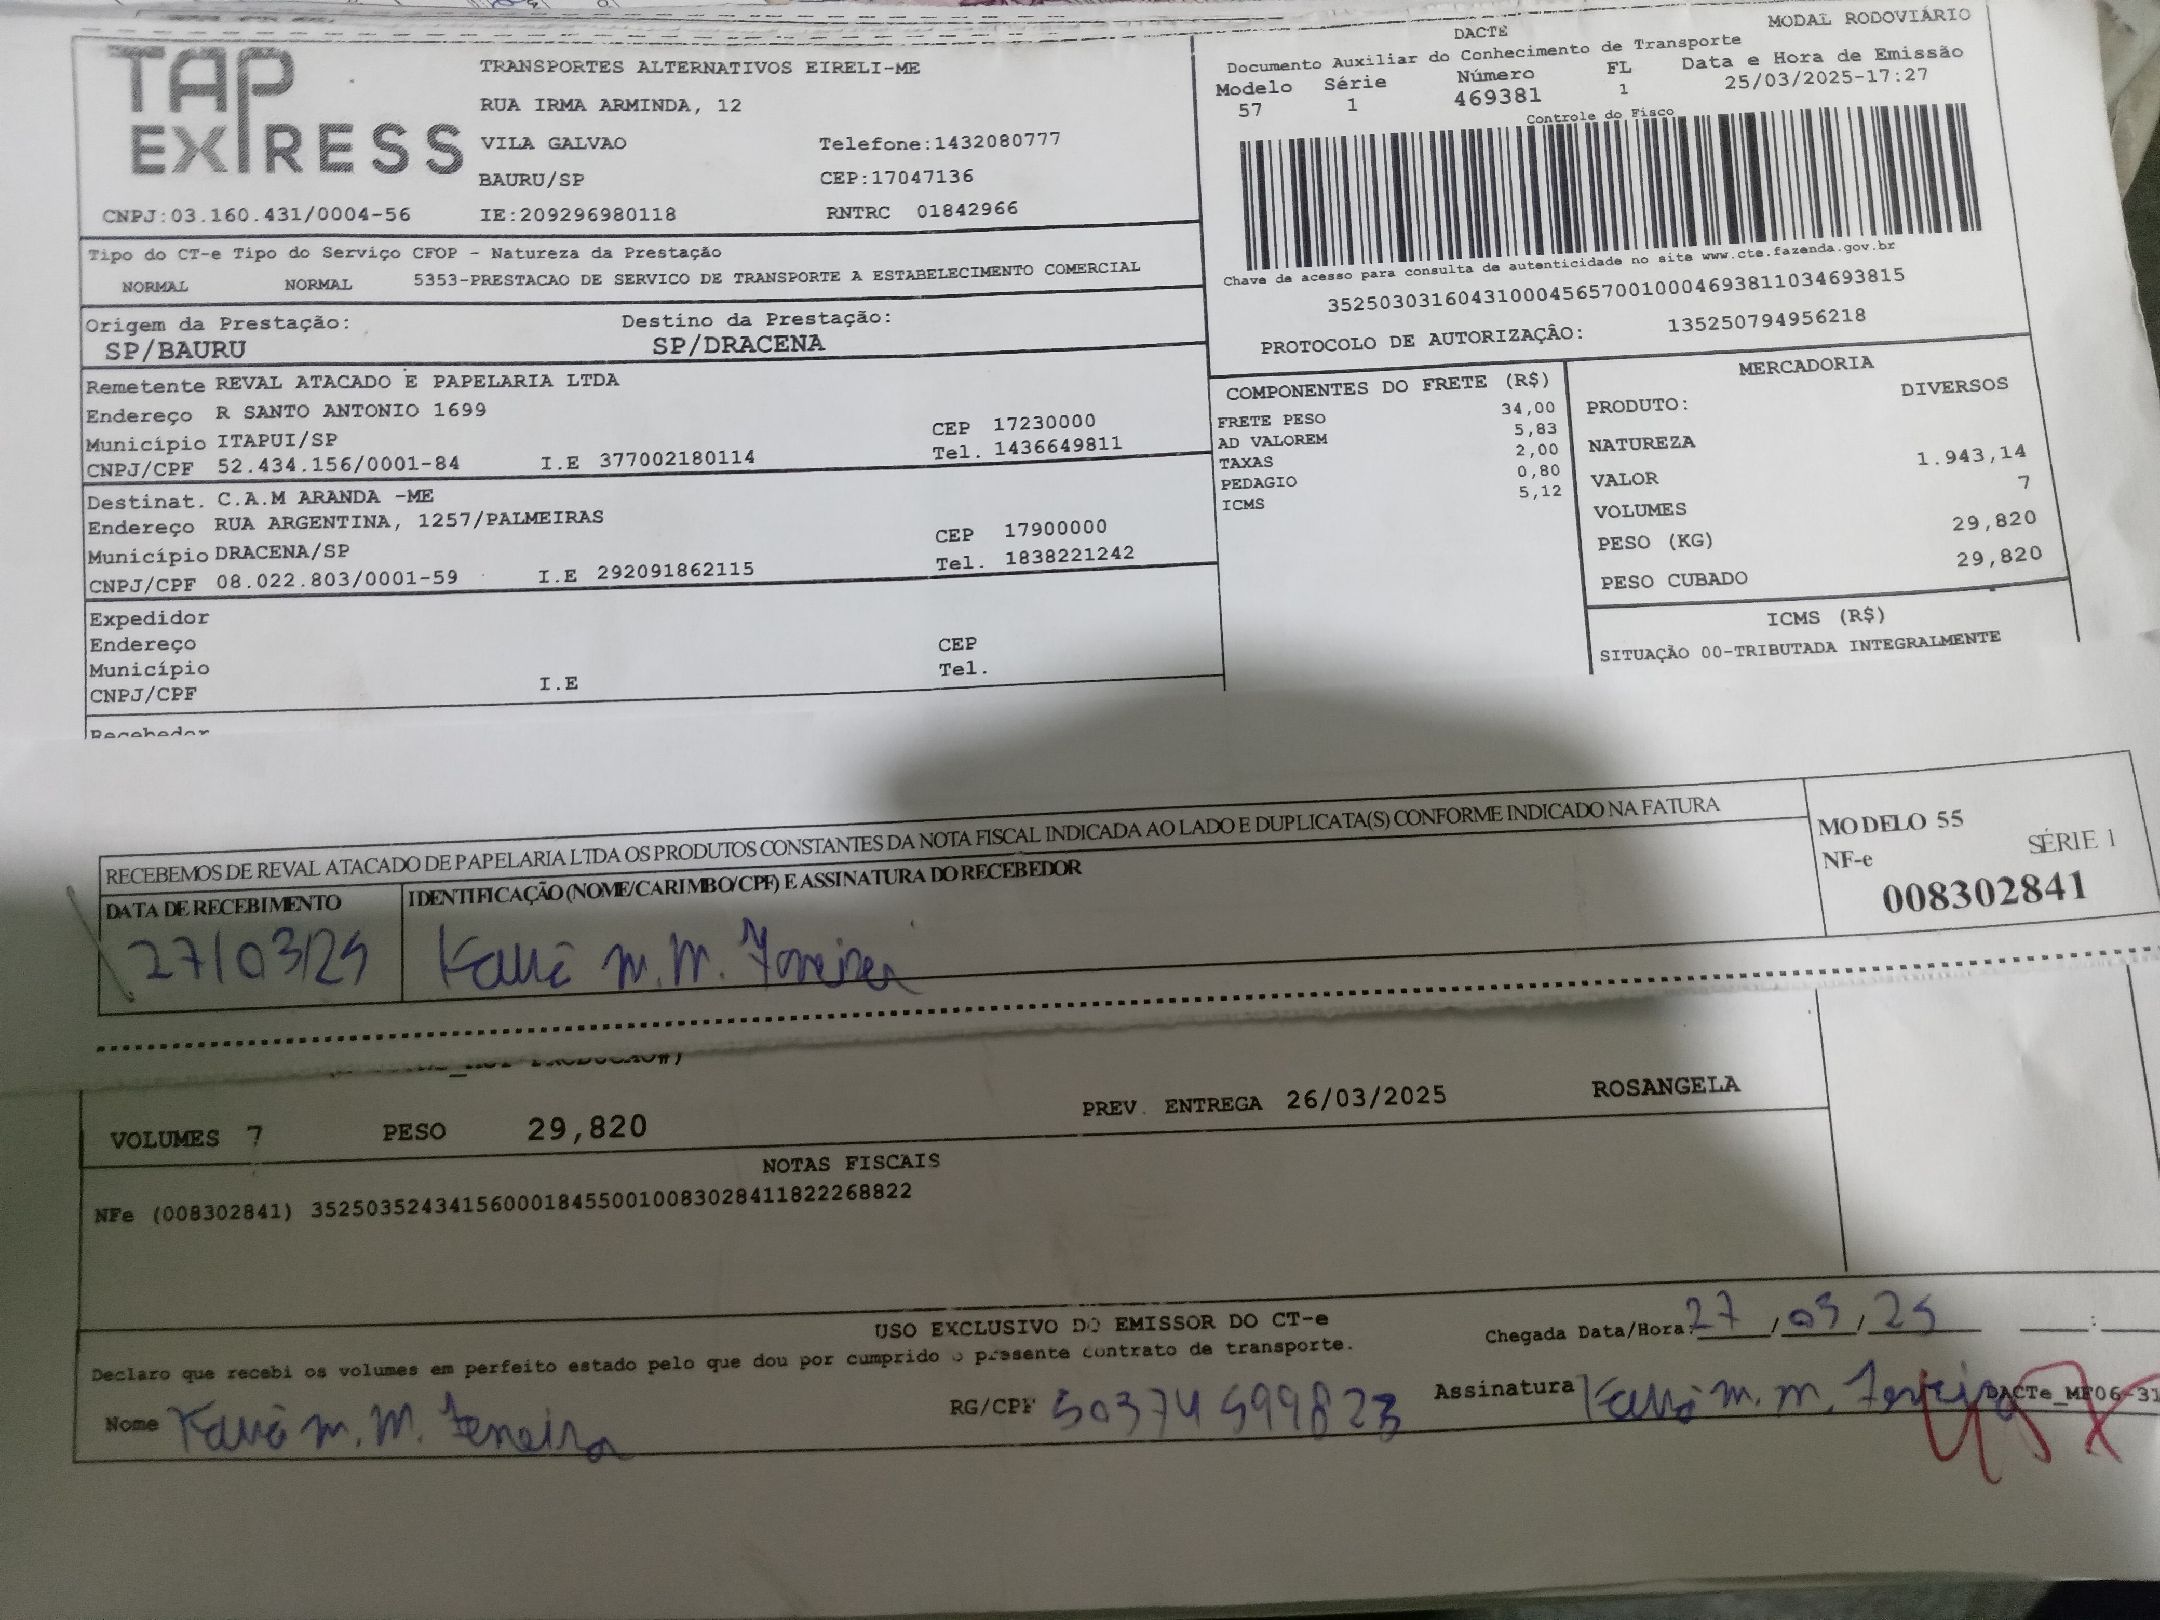 TAP EXPRESS
TRANSPORTES ALTERNATIVOS EIRELI-ME
RUA IRMA ARMINDA, 12
VILA GALVAO Telefone:1432080777
BAURU/SP CEP:17047136
CNPJ:03.160.431/0004-56 IE:209296980118 RNTRC 01842966
DACTE MODAL RODOVIÁRIO
Documento Auxiliar do Conhecimento de Transporte
Modelo Série Número FL Data e Hora de Emissão
57 1 469381 1 25/03/2025-17:27
Controle do Fisco
Chave de acesso para consulta de autenticidade no site www.cte.fazenda.gov.br
35250303160431000456570010004693811034693815
PROTOCOLO DE AUTORIZAÇÃO: 135250794956218
Tipo do CT-e Tipo do Serviço CFOP - Natureza da Prestação
NORMAL NORMAL 5353-PRESTACAO DE SERVICO DE TRANSPORTE A ESTABELECIMENTO COMERCIAL
Origem da Prestação: Destino da Prestação:
SP/BAURU SP/DRACENA
Remetente REVAL ATACADO E PAPELARIA LTDA
Endereço R SANTO ANTONIO 1699 CEP 17230000
Município ITAPUI/SP Tel. 1436649811
CNPJ/CPF 52.434.156/0001-84 I.E 377002180114
Destinat. C.A.M ARANDA -ME
Endereço RUA ARGENTINA, 1257/PALMEIRAS CEP 17900000
Município DRACENA/SP Tel. 1838221242
CNPJ/CPF 08.022.803/0001-59 I.E 292091862115
Expedidor
Endereço CEP
Município Tel.
CNPJ/CPF I.E
Recebedor
COMPONENTES DO FRETE (R$)
FRETE PESO 34,00
AD VALOREM 5,83
TAXAS 2,00
PEDAGIO 0,80
ICMS 5,12
MERCADORIA
PRODUTO: DIVERSOS
NATUREZA
VALOR 1.943,14
VOLUMES 7
PESO (KG) 29,820
PESO CUBADO 29,820
ICMS (R$)
SITUAÇÃO 00-TRIBUTADA INTEGRALMENTE
RECEBEMOS DE REVAL ATACADO DE PAPELARIA LTDA OS PRODUTOS CONSTANTES DA NOTA FISCAL INDICADA AO LADO E DUPLICATA(S) CONFORME INDICADO NA FATURA
DATA DE RECEBIMENTO IDENTIFICAÇÃO (NOME/CARIMBO/CPF) E ASSINATURA DO RECEBEDOR
27/03/25 M. M. Ferreira
MODELO 55
NF-e SÉRIE 1
008302841
VOLUMES 7 PESO 29,820 PREV. ENTREGA 26/03/2025 ROSANGELA
NOTAS FISCAIS
NFe (008302841) 35250352434156000184550010083028411822268822
USO EXCLUSIVO DO EMISSOR DO CT-e
Declaro que recebi os volumes em perfeito estado pelo que dou por cumprido o presente contrato de transporte.
Chegada Data/Hora: 27/03/25 :
Nome M. M. Ferreira RG/CPF 50374599823 Assinatura M. M. Ferreira